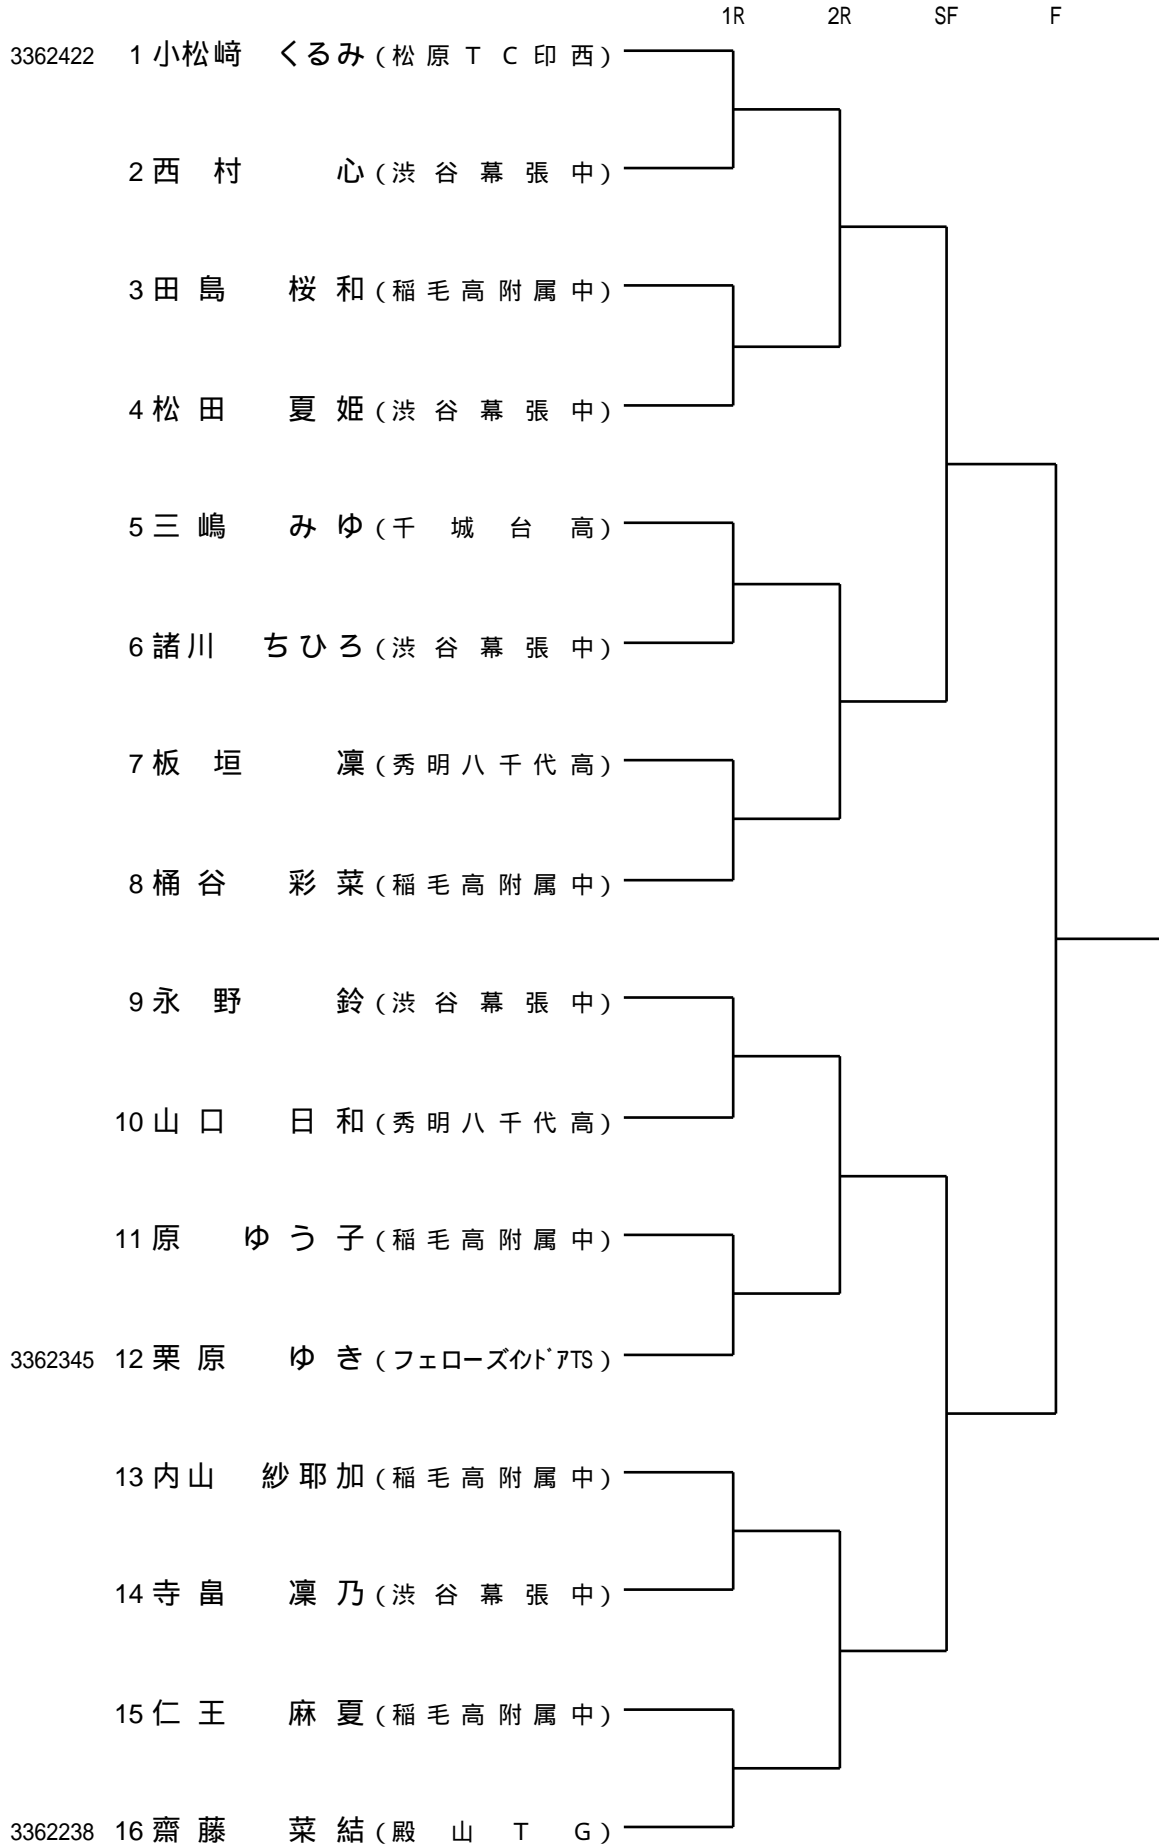 1R 2R SF F
3362422 1 小松﨑 くるみ (松原TC印西)
2 西村 心 (渋谷幕張中)
3 田島 桜和 (稲毛高附属中)
4 松田 夏姫 (渋谷幕張中)
5 三嶋 みゆ (千城台高)
6 諸川 ちひろ (渋谷幕張中)
7 板垣 凜 (秀明八千代高)
8 桶谷 彩菜 (稲毛高附属中)
9 永野 鈴 (渋谷幕張中)
10 山口 日和 (秀明八千代高)
11 原 ゆう子 (稲毛高附属中)
3362345 12 栗原 ゆき (フェローズインドアTS)
13 内山 紗耶加 (稲毛高附属中)
14 寺畠 凜乃 (渋谷幕張中)
15 仁王 麻夏 (稲毛高附属中)
3362238 16 齋藤 菜結 (殿山TG)